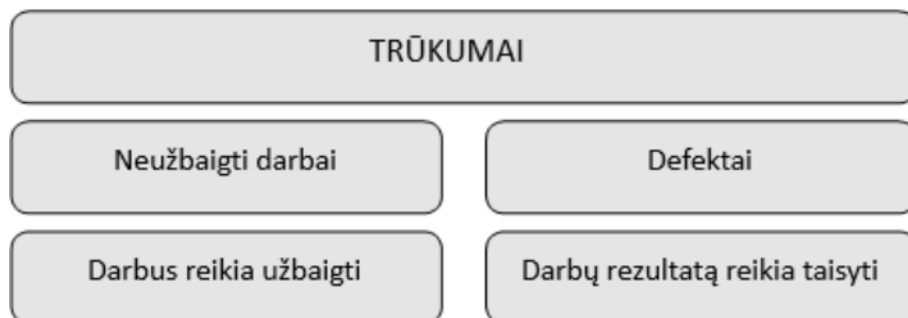 TRŪKUMAI
Neužbaigti darbai
Defektai
Darbus reikia užbaigti
Darbų rezultatą reikia taisyti